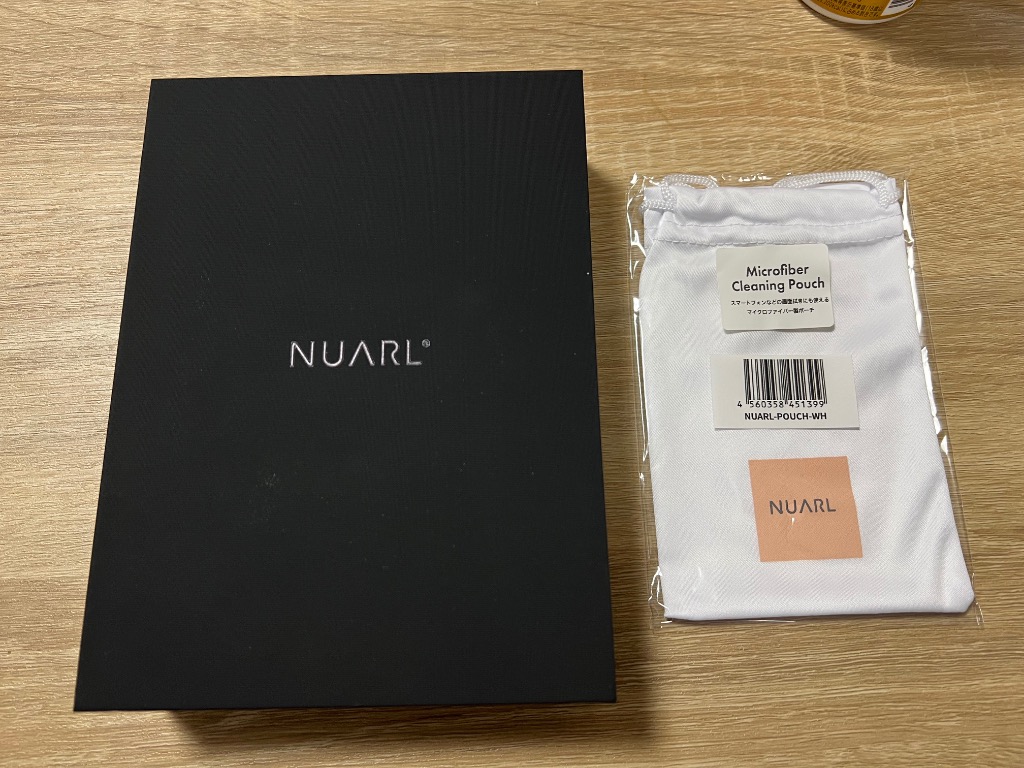 NUARL®
Microfiber
Cleaning Pouch
スマートフォンなどの画面拭きにも使える
マイクロファイバー製ポーチ
4 560358 451399
NUARL-POUCH-WH
NUARL